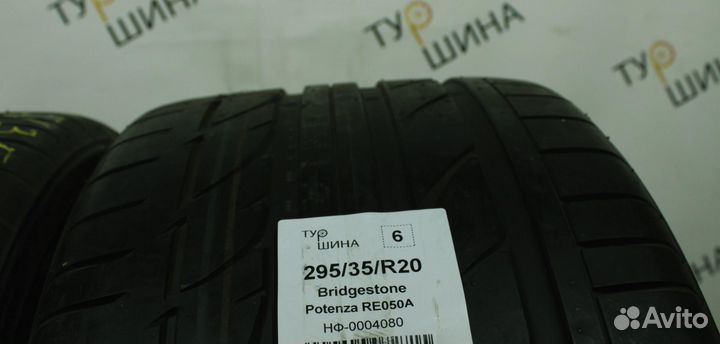 ТУР
ШИНА
ТУР
ШИНА
ТУР
ШИНА
ТУР
ШИНА
6
295/35/R20
Bridgestone
Potenza RE050A
НФ-0004080
Avito